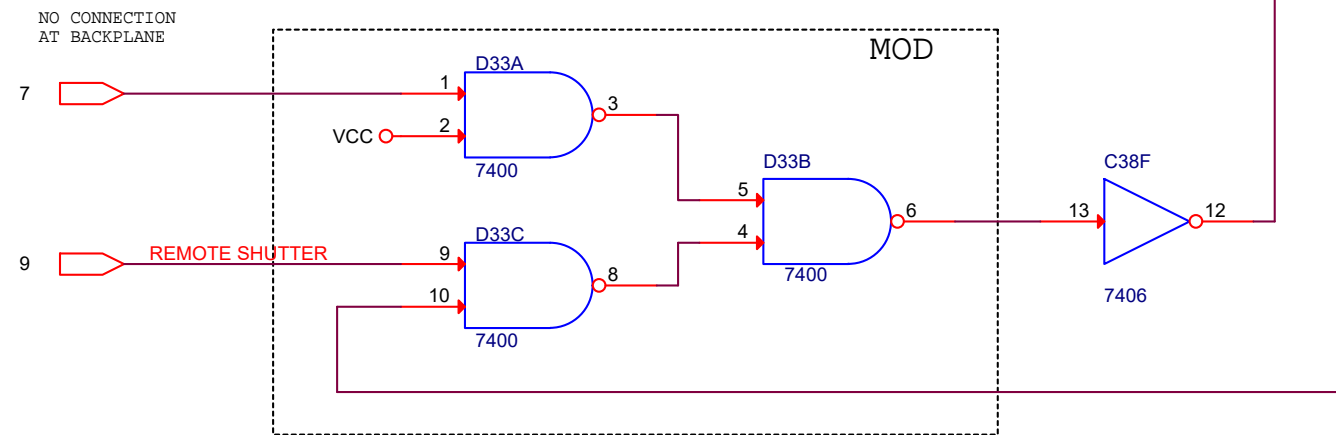 NO CONNECTION
AT BACKPLANE
MOD
D33A
7
1
3
2
VCC
7400
D33B
C38F
5
6
13
12
4
D33C
9
REMOTE SHUTTER
9
8
7400
10
7406
7400